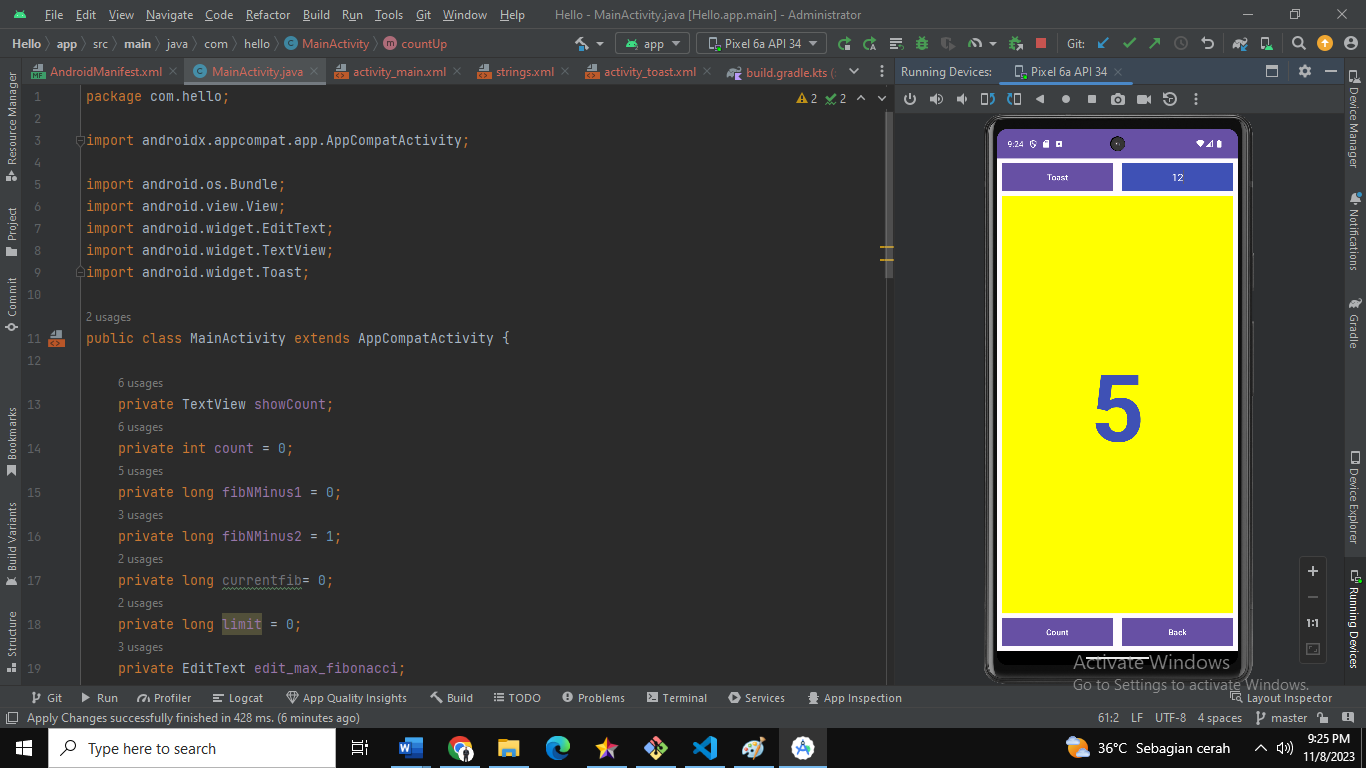 File Edit View Navigate Code Refactor Build Run Tools Git Window Help Hello - MainActivity.java [Hello.app.main] - Administrator
Hello app src main java com hello MainActivity countUp app Pixel 6a API 34 Git:
AndroidManifest.xml MainActivity.java activity_main.xml strings.xml activity_toast.xml build.gradle.kts (
Running Devices: Pixel 6a API 34
2 2
1 package com.hello;
2
3 import androidx.appcompat.app.AppCompatActivity;
4
5 import android.os.Bundle;
6 import android.view.View;
7 import android.widget.EditText;
8 import android.widget.TextView;
9 import android.widget.Toast;
10
2 usages
11 public class MainActivity extends AppCompatActivity {
12
6 usages
13 private TextView showCount;
6 usages
14 private int count = 0;
5 usages
15 private long fibNMinus1 = 0;
3 usages
16 private long fibNMinus2 = 1;
2 usages
17 private long currentfib= 0;
2 usages
18 private long limit = 0;
3 usages
19 private EditText edit_max_fibonacci;
Resource Manager
Project
Commit
Bookmarks
Build Variants
Structure
9:24
Toast 12
5
Count Back
1:1
Device Manager
Notifications
Gradle
Device Explorer
Running Devices
Activate Windows
Go to Settings to activate Windows.
Git Run Profiler Logcat App Quality Insights Build TODO Problems Terminal Services App Inspection Layout Inspector
Apply Changes successfully finished in 428 ms. (6 minutes ago) 61:2 LF UTF-8 4 spaces master
Type here to search 36°C Sebagian cerah 9:25 PM
11/8/2023